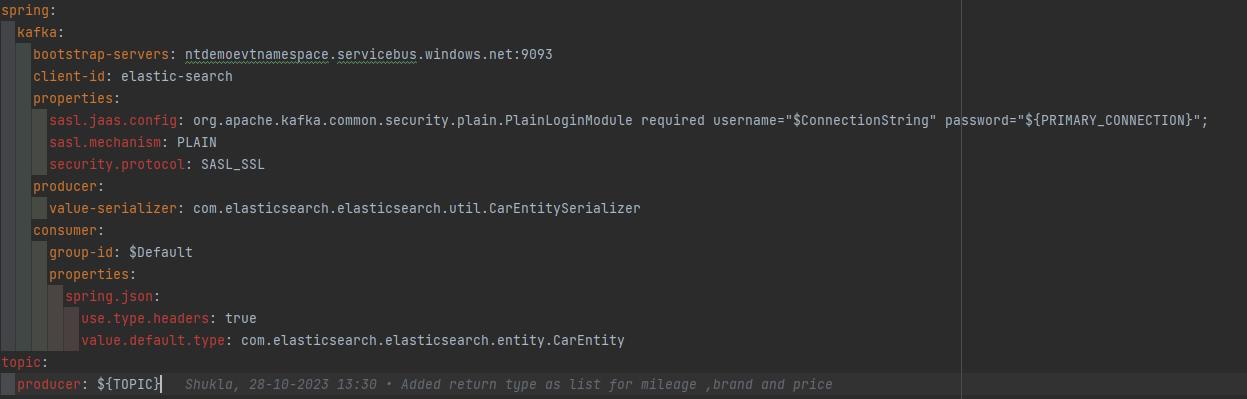 spring:
kafka:
bootstrap-servers: ntdemoevtnamespace.servicebus.windows.net:9093
client-id: elastic-search
properties:
sasl.jaas.config: org.apache.kafka.common.security.plain.PlainLoginModule required username="$ConnectionString" password="${PRIMARY_CONNECTION}";
sasl.mechanism: PLAIN
security.protocol: SASL_SSL
producer:
value-serializer: com.elasticsearch.elasticsearch.util.CarEntitySerializer
consumer:
group-id: $Default
properties:
spring.json:
use.type.headers: true
value.default.type: com.elasticsearch.elasticsearch.entity.CarEntity
topic:
producer: ${TOPIC} Shukla, 28-10-2023 13:30 • Added return type as list for mileage ,brand and price